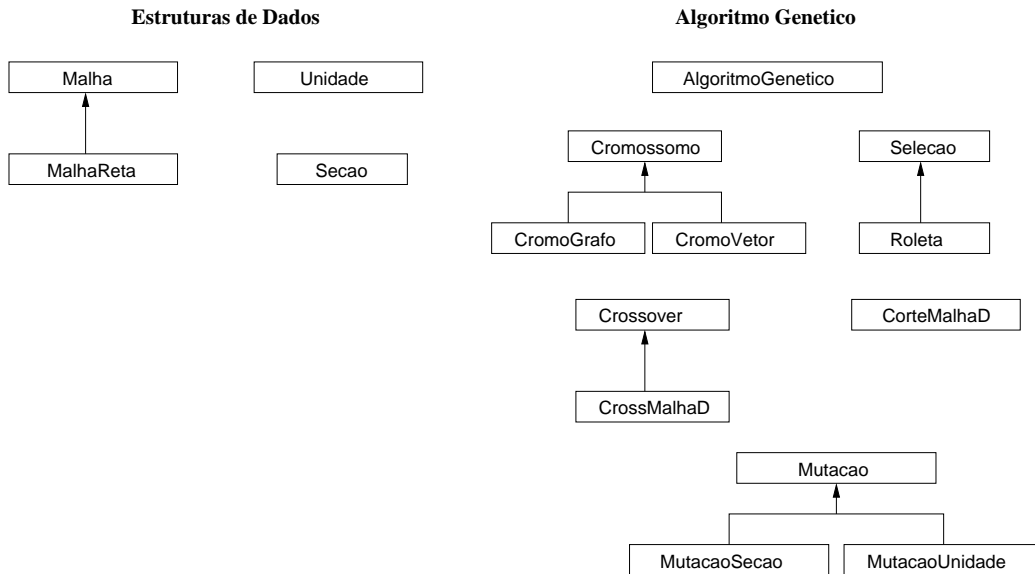 Estruturas de Dados
Algoritmo Genetico
Malha
Unidade
AlgoritmoGenetico
Cromossomo
Selecao
MalhaReta
Secao
CromoGrafo
CromoVetor
Roleta
Crossover
CorteMalhaD
CrossMalhaD
Mutacao
MutacaoSecao
MutacaoUnidade